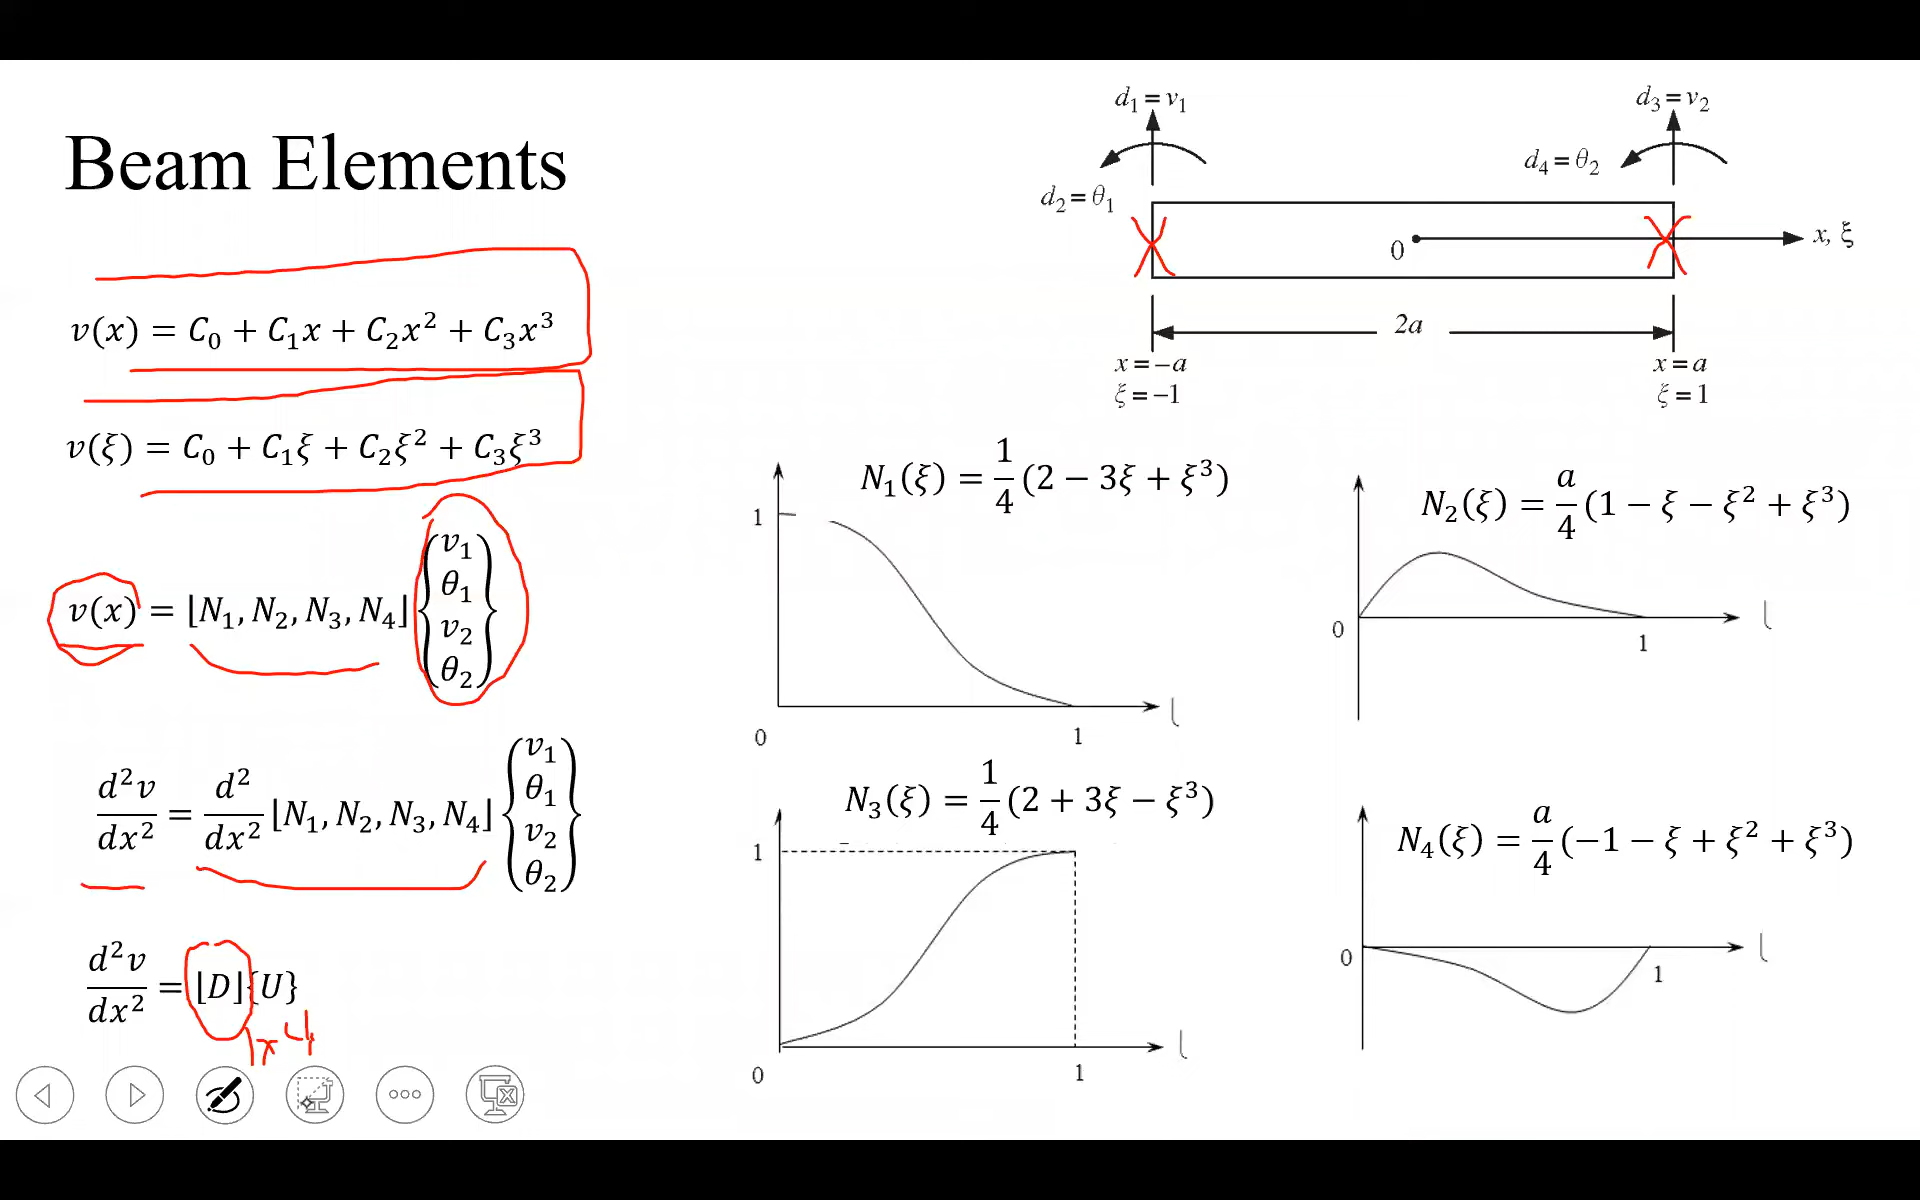 Beam Elements
v(x) = C₀ + C₁x + C₂x² + C₃x³
v(ξ) = C₀ + C₁ξ + C₂ξ² + C₃ξ³
v(x) = ⌊N₁, N₂, N₃, N₄⌋ {v₁ θ₁ v₂ θ₂}
d²v/dx² = d²/dx² ⌊N₁, N₂, N₃, N₄⌋ {v₁ θ₁ v₂ θ₂}
d²v/dx² = ⌊D⌋{U}
1x4
d₁ = v₁
d₃ = v₂
d₂ = θ₁
d₄ = θ₂
0
x, ξ
2a
x = −a
x = a
ξ = −1
ξ = 1
N₁(ξ) = 1/4 (2 − 3ξ + ξ³)
1
0
1
l
N₂(ξ) = a/4 (1 − ξ − ξ² + ξ³)
0
1
l
N₃(ξ) = 1/4 (2 + 3ξ − ξ³)
1
0
1
l
N₄(ξ) = a/4 (−1 − ξ + ξ² + ξ³)
0
1
l